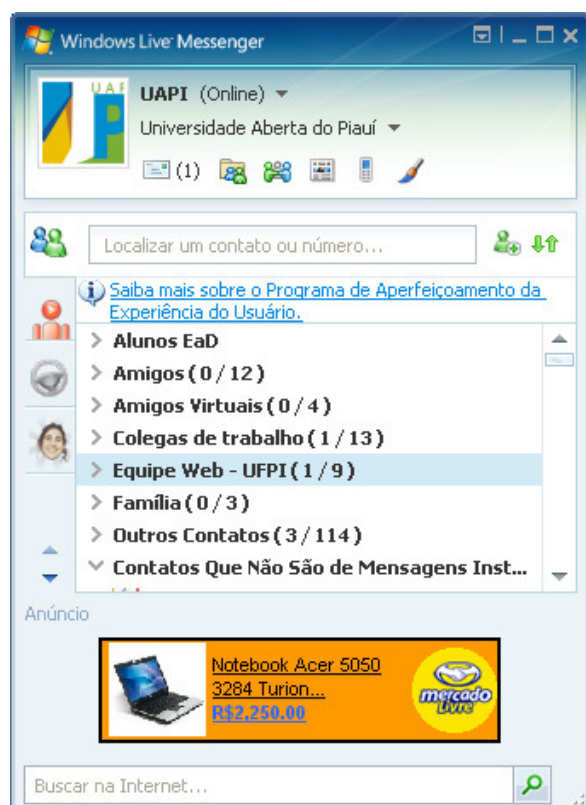 Windows Live Messenger
UAPI (Online)
Universidade Aberta do Piauí
(1)
Localizar um contato ou número...
Saiba mais sobre o Programa de Aperfeiçoamento da
Experiência do Usuário.
Alunos EaD
Amigos ( 0 / 12 )
Amigos Virtuais ( 0 / 4 )
Colegas de trabalho ( 1 / 13 )
Equipe Web - UFPI ( 1 / 9 )
Família ( 0 / 3 )
Outros Contatos ( 3 / 114 )
Contatos Que Não São de Mensagens Inst...
Anúncio
Notebook Acer 5050
3284 Turion...
R$2,250.00
mercado
Livre
Buscar na Internet...